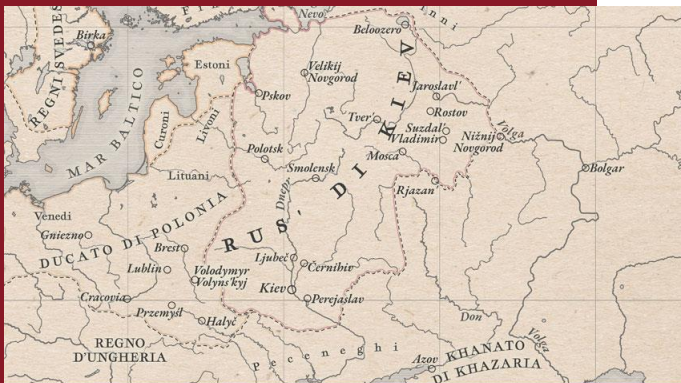 Nevo
Birka
Beloozero
REGNI SVEDESI
Estoni
Velikij
Novgorod
Jaroslavl'
Pskov
MAR BALTICO
Curoni
Livoni
Rostov
Tver'
Suzdal'
Vladimir
Nižnij
Novgorod
Volga
Polotsk
Mosca
Smolensk
Bolgar
Lituani
Rjazan'
Dnepr
RUS' DI KIEV
Venedi
Gniezno
DUCATO DI POLONIA
Brest
Ljubeč
Lublin
Volodymyr
Volyns'kyj
Černihiv
Kiev
Cracovia
Perejaslav
Przemyśl
Halyč
Don
Volga
REGNO
D'UNGHERIA
Peceneghi
Azov
KHANATO
DI KHAZARIA